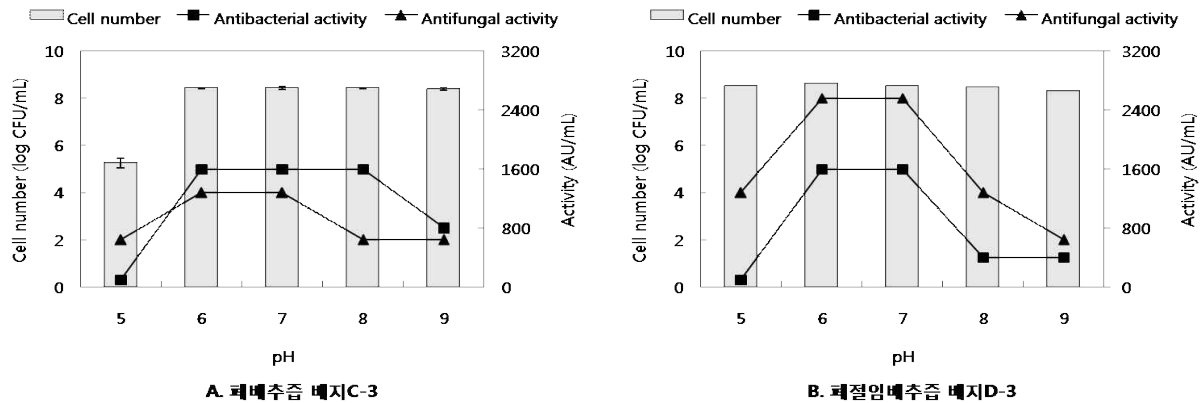 Cell number Antibacterial activity Antifungal activity
10
8
6
4
2
0
Cell number (log CFU/mL)
3200
2400
1600
800
0
Activity (AU/mL)
5 6 7 8 9
pH
A. 폐배추즙 배지C-3
Cell number Antibacterial activity Antifungal activity
10
8
6
4
2
0
Cell number (log CFU/mL)
3200
2400
1600
800
0
Activity (AU/mL)
5 6 7 8 9
pH
B. 폐절임배추즙 배지D-3